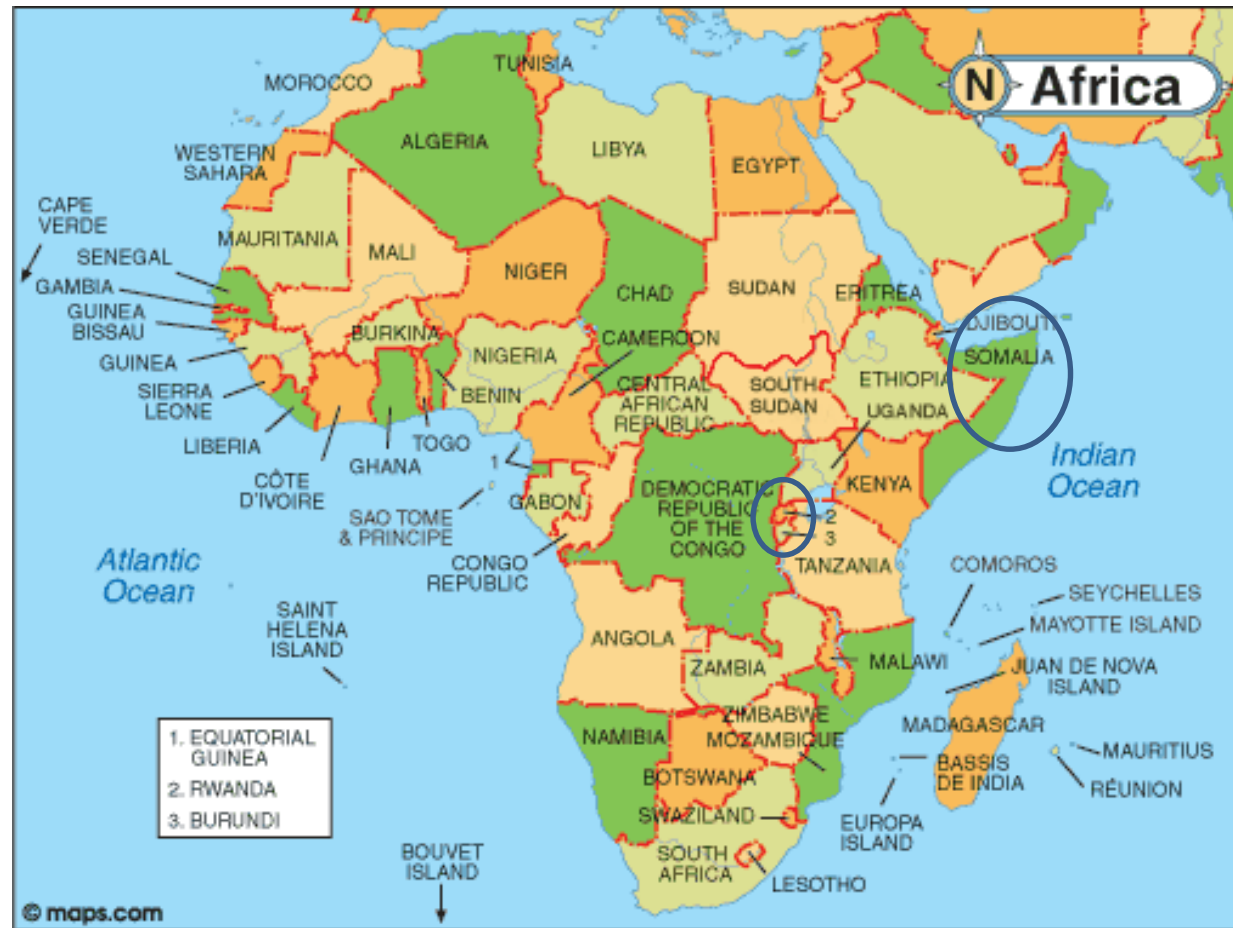 N Africa
MOROCCO
TUNISIA
ALGERIA
LIBYA
EGYPT
WESTERN
SAHARA
CAPE
VERDE
MAURITANIA
MALI
NIGER
CHAD
SUDAN
ERITREA
SENEGAL
GAMBIA
GUINEA
BISSAU
GUINEA
SIERRA
LEONE
LIBERIA
CÔTE
D'IVOIRE
BURKINA
GHANA
TOGO
BENIN
NIGERIA
CAMEROON
CENTRAL
AFRICAN
REPUBLIC
SOUTH
SUDAN
ETHIOPIA
DJIBOUTI
SOMALIA
UGANDA
KENYA
Indian
Ocean
1
SAO TOME
& PRINCIPE
GABON
CONGO
REPUBLIC
DEMOCRATIC
REPUBLIC
OF THE
CONGO
2
3
TANZANIA
Atlantic
Ocean
SAINT
HELENA
ISLAND
ANGOLA
ZAMBIA
MALAWI
COMOROS
SEYCHELLES
MAYOTTE ISLAND
JUAN DE NOVA
ISLAND
MADAGASCAR
MAURITIUS
RÉUNION
BASSIS
DE INDIA
EUROPA
ISLAND
ZIMBABWE
MOZAMBIQUE
NAMIBIA
BOTSWANA
SWAZILAND
SOUTH
AFRICA
LESOTHO
1. EQUATORIAL
GUINEA
2. RWANDA
3. BURUNDI
BOUVET
ISLAND
© maps.com